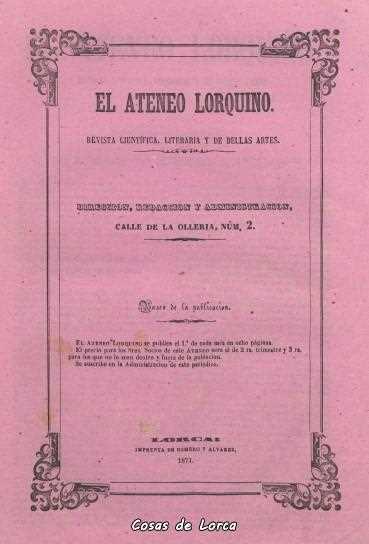 EL ATENEO LORQUINO.
REVISTA CIENTÍFICA, LITERARIA Y DE BELLAS ARTES.
DIRECCION, REDACCION Y ADMINISTRACION,
CALLE DE LA OLLERIA, NÚM, 2.
Bases de la publicacion.
EL ATENEO LORQUINO se publica el 1.º de cada mes en ocho páginas.
El precio para los Sres. Socios de este ATENEO sera el de 2 rs. trimestre y 3 rs.
para los que no lo sean dentro y fuera de la poblacion.
Se suscribe en la Administracion de este periódico.
LORCA:
IMPRENTA DE ROMERO Y ALVAREZ,
1871.
Cosas de Lorca